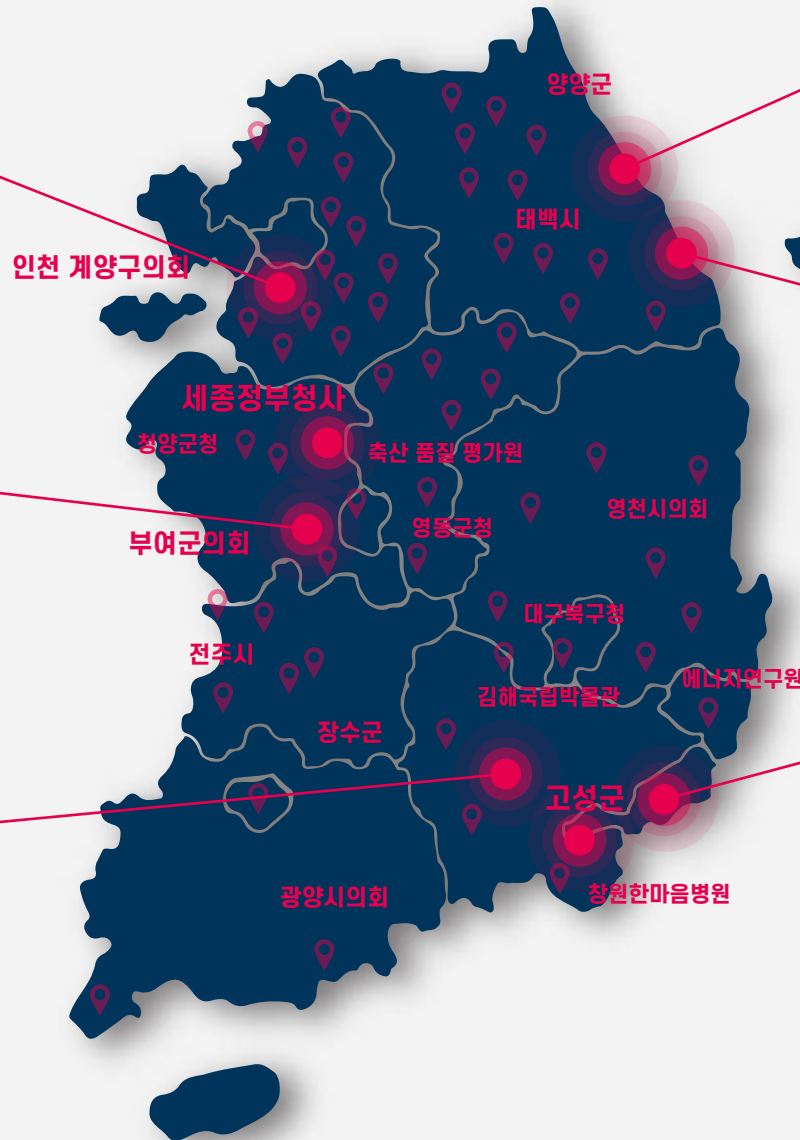 양양군
태백시
인천 계양구의회
세종정부청사
청양군청
축산 품질 평가원
영천시의회
영동군청
부여군의회
대구북구청
전주시
에너지연구원
김해국립박물관
장수군
고성군
창원한마음병원
광양시의회